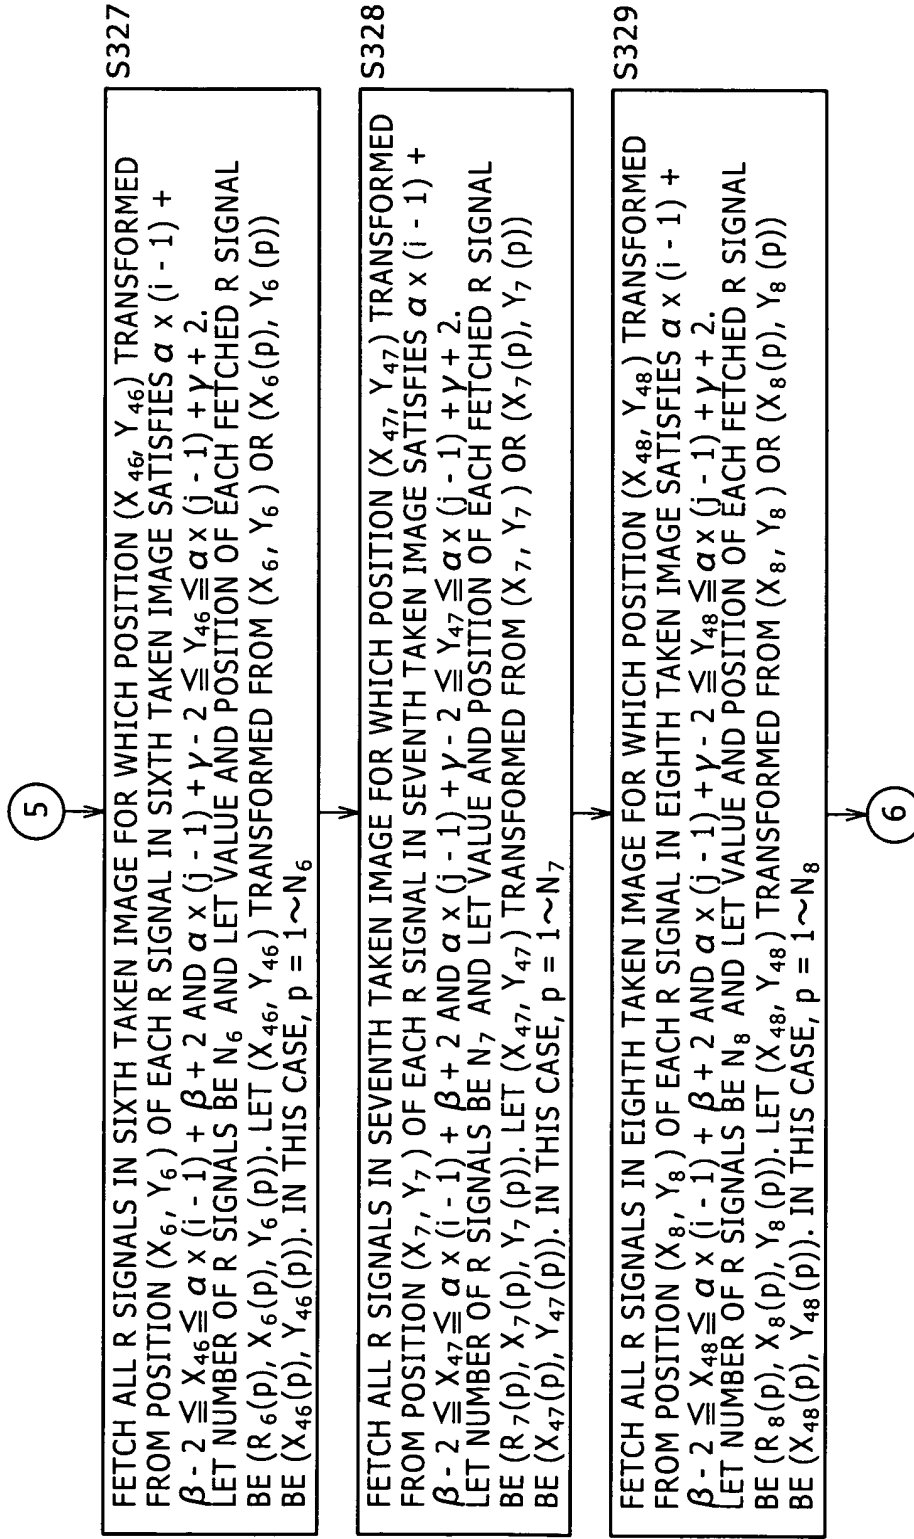 5
S327
FETCH ALL R SIGNALS IN SIXTH TAKEN IMAGE FOR WHICH POSITION (X₄₆, Y₄₆) TRANSFORMED
FROM POSITION (X₆, Y₆) OF EACH R SIGNAL IN SIXTH TAKEN IMAGE SATISFIES α x (i - 1) +
β - 2 ≦ X₄₆ ≦ α x (i - 1) + β + 2 AND α x (j - 1) + γ - 2 ≦ Y₄₆ ≦ α x (j - 1) + γ + 2.
LET NUMBER OF R SIGNALS BE N₆ AND LET VALUE AND POSITION OF EACH FETCHED R SIGNAL
BE (R₆(p), X₆(p), Y₆(p)). LET (X₄₆, Y₄₆) TRANSFORMED FROM (X₆, Y₆) OR (X₆(p), Y₆(p))
BE (X₄₆(p), Y₄₆(p)). IN THIS CASE, p = 1~N₆
S328
FETCH ALL R SIGNALS IN SEVENTH TAKEN IMAGE FOR WHICH POSITION (X₄₇, Y₄₇) TRANSFORMED
FROM POSITION (X₇, Y₇) OF EACH R SIGNAL IN SEVENTH TAKEN IMAGE SATISFIES α x (i - 1) +
β - 2 ≦ X₄₇ ≦ α x (i - 1) + β + 2 AND α x (j - 1) + γ - 2 ≦ Y₄₇ ≦ α x (j - 1) + γ + 2.
LET NUMBER OF R SIGNALS BE N₇ AND LET VALUE AND POSITION OF EACH FETCHED R SIGNAL
BE (R₇(p), X₇(p), Y₇(p)). LET (X₄₇, Y₄₇) TRANSFORMED FROM (X₇, Y₇) OR (X₇(p), Y₇(p))
BE (X₄₇(p), Y₄₇(p)). IN THIS CASE, p = 1~N₇
S329
FETCH ALL R SIGNALS IN EIGHTH TAKEN IMAGE FOR WHICH POSITION (X₄₈, Y₄₈) TRANSFORMED
FROM POSITION (X₈, Y₈) OF EACH R SIGNAL IN EIGHTH TAKEN IMAGE SATISFIES α x (i - 1) +
β - 2 ≦ X₄₈ ≦ α x (i - 1) + β + 2 AND α x (j - 1) + γ - 2 ≦ Y₄₈ ≦ α x (j - 1) + γ + 2.
LET NUMBER OF R SIGNALS BE N₈ AND LET VALUE AND POSITION OF EACH FETCHED R SIGNAL
BE (R₈(p), X₈(p), Y₈(p)). LET (X₄₈, Y₄₈) TRANSFORMED FROM (X₈, Y₈) OR (X₈(p), Y₈(p))
BE (X₄₈(p), Y₄₈(p)). IN THIS CASE, p = 1~N₈
6